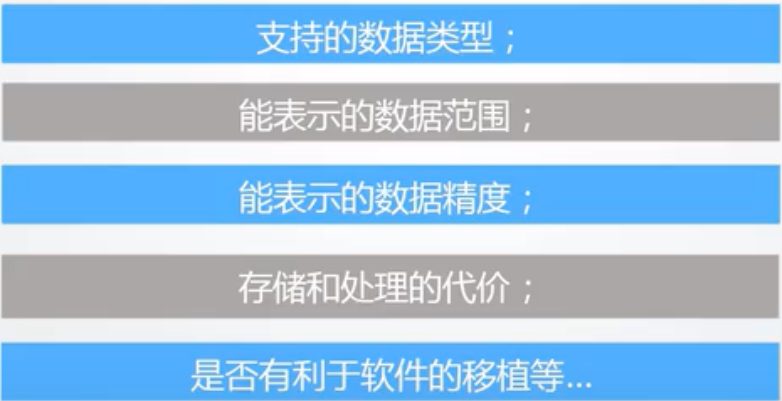 支持的数据类型；
能表示的数据范围；
能表示的数据精度；
存储和处理的代价；
是否有利于软件的移植等...